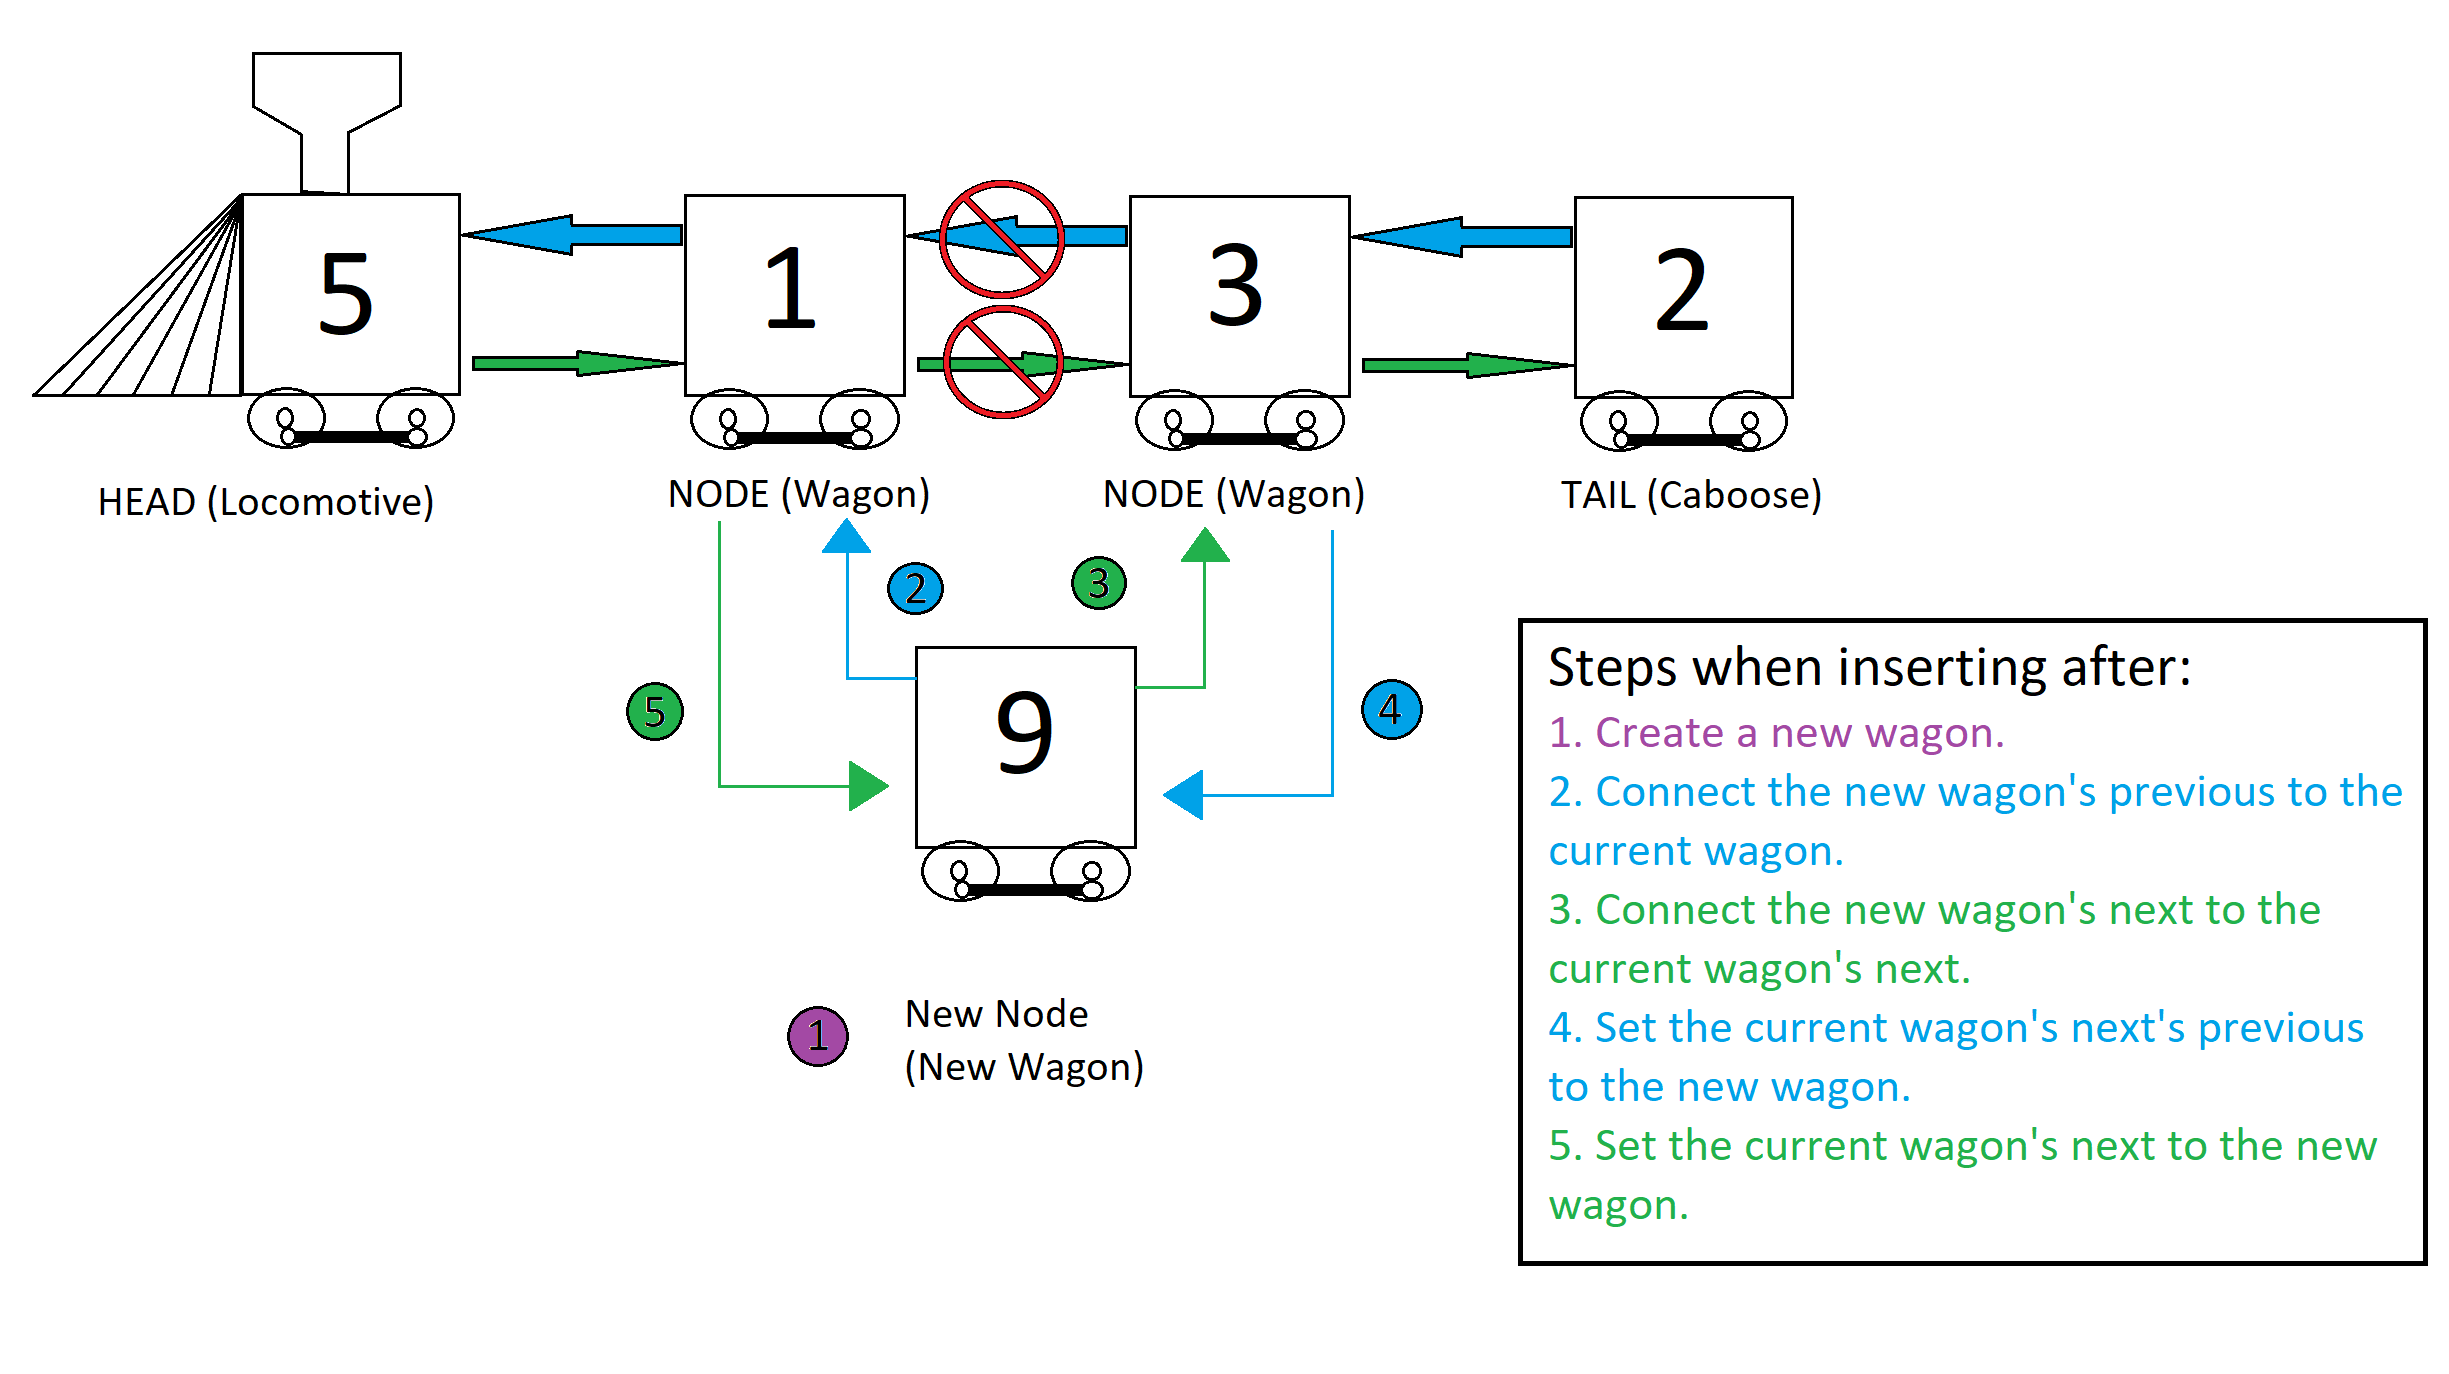 5
1
3
2
HEAD (Locomotive)
NODE (Wagon)
NODE (Wagon)
TAIL (Caboose)
2
3
5
9
4
1
New Node
(New Wagon)
Steps when inserting after:
1. Create a new wagon.
2. Connect the new wagon's previous to the
current wagon.
3. Connect the new wagon's next to the
current wagon's next.
4. Set the current wagon's next's previous
to the new wagon.
5. Set the current wagon's next to the new
wagon.